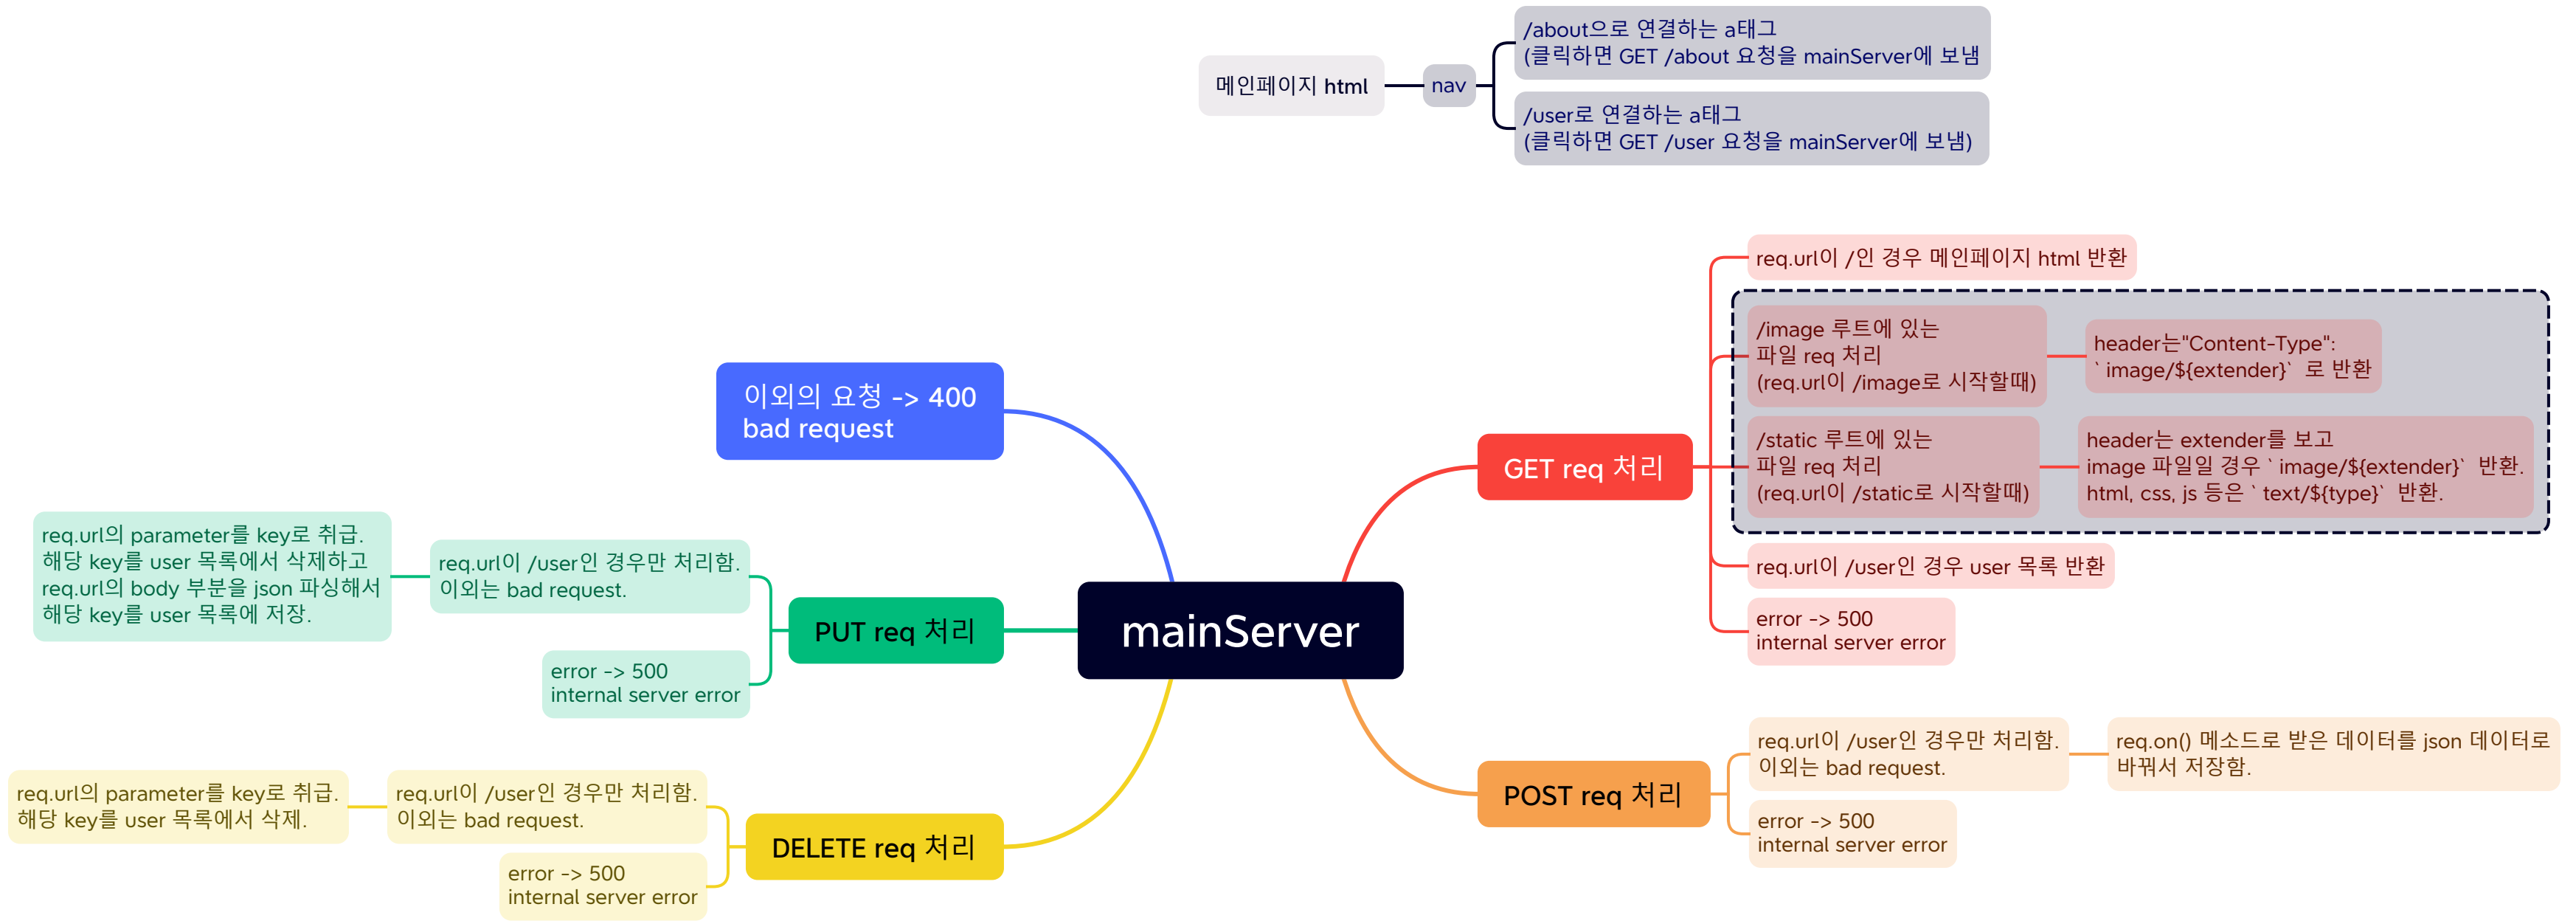 메인페이지 html
nav
/about으로 연결하는 a태그
(클릭하면 GET /about 요청을 mainServer에 보냄
/user로 연결하는 a태그
(클릭하면 GET /user 요청을 mainServer에 보냄)
mainServer
GET req 처리
req.url이 /인 경우 메인페이지 html 반환
/image 루트에 있는
파일 req 처리
(req.url이 /image로 시작할때)
header는"Content-Type":
`image/${extender}` 로 반환
/static 루트에 있는
파일 req 처리
(req.url이 /static로 시작할때)
header는 extender를 보고
image 파일일 경우 `image/${extender}` 반환.
html, css, js 등은 `text/${type}` 반환.
req.url이 /user인 경우 user 목록 반환
error -> 500
internal server error
POST req 처리
req.url이 /user인 경우만 처리함.
이외는 bad request.
req.on() 메소드로 받은 데이터를 json 데이터로
바꿔서 저장함.
error -> 500
internal server error
이외의 요청 -> 400
bad request
PUT req 처리
req.url이 /user인 경우만 처리함.
이외는 bad request.
req.url의 parameter를 key로 취급.
해당 key를 user 목록에서 삭제하고
req.url의 body 부분을 json 파싱해서
해당 key를 user 목록에 저장.
error -> 500
internal server error
DELETE req 처리
req.url이 /user인 경우만 처리함.
이외는 bad request.
req.url의 parameter를 key로 취급.
해당 key를 user 목록에서 삭제.
error -> 500
internal server error